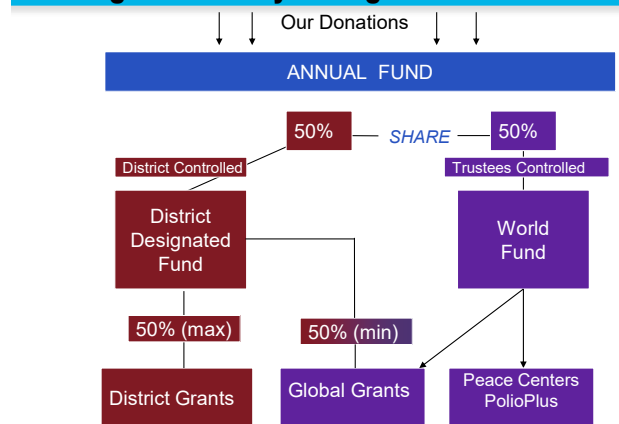 Our Donations
ANNUAL FUND
50%
SHARE
50%
District Controlled
Trustees Controlled
District
Designated
Fund
World
Fund
50% (max)
50% (min)
District Grants
Global Grants
Peace Centers
PolioPlus